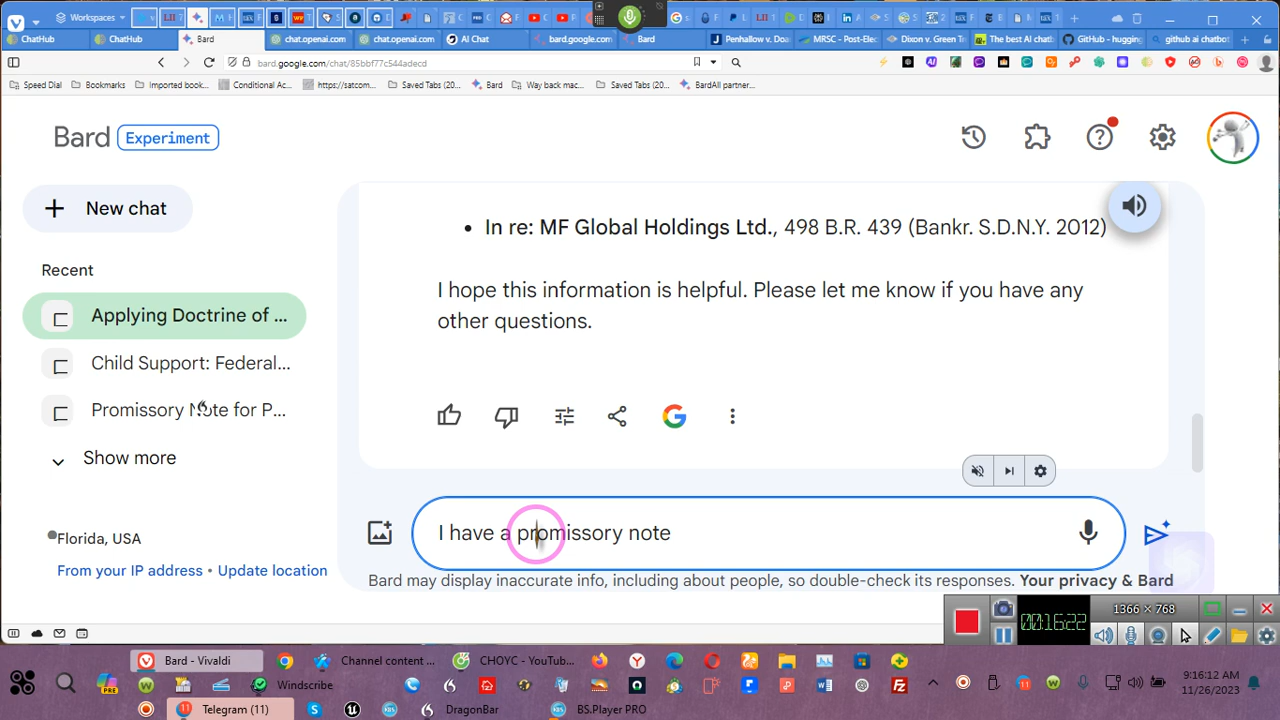 Workspaces
ChatHub
ChatHub
Bard
chat.openai.com
chat.openai.com
AI Chat
bard.google.com
Bard
Penhallow v. Doa
MRSC - Post-Elec
Dixon v. Green Tr
The best AI chatb
GitHub - hugging
github ai chatbot
bard.google.com/chat/85bbf77c544adecd
Speed Dial
Bookmarks
Imported book...
Conditional Ac...
https://satcom...
Saved Tabs (20...
Bard
Way back mac...
Saved Tabs (20...
BardAll partner...
Bard Experiment
+ New chat
Recent
Applying Doctrine of ...
Child Support: Federal...
Promissory Note for P...
Show more
Florida, USA
From your IP address • Update location
• In re: MF Global Holdings Ltd., 498 B.R. 439 (Bankr. S.D.N.Y. 2012)
I hope this information is helpful. Please let me know if you have any
other questions.
I have a promissory note
Bard may display inaccurate info, including about people, so double-check its responses. Your privacy & Bard
1366 × 768
00:16:22
Bard - Vivaldi
Channel content ...
CHOYC - YouTub...
PRE
Windscribe
Telegram (11)
DragonBar
BS.Player PRO
9:16:12 AM
11/26/2023